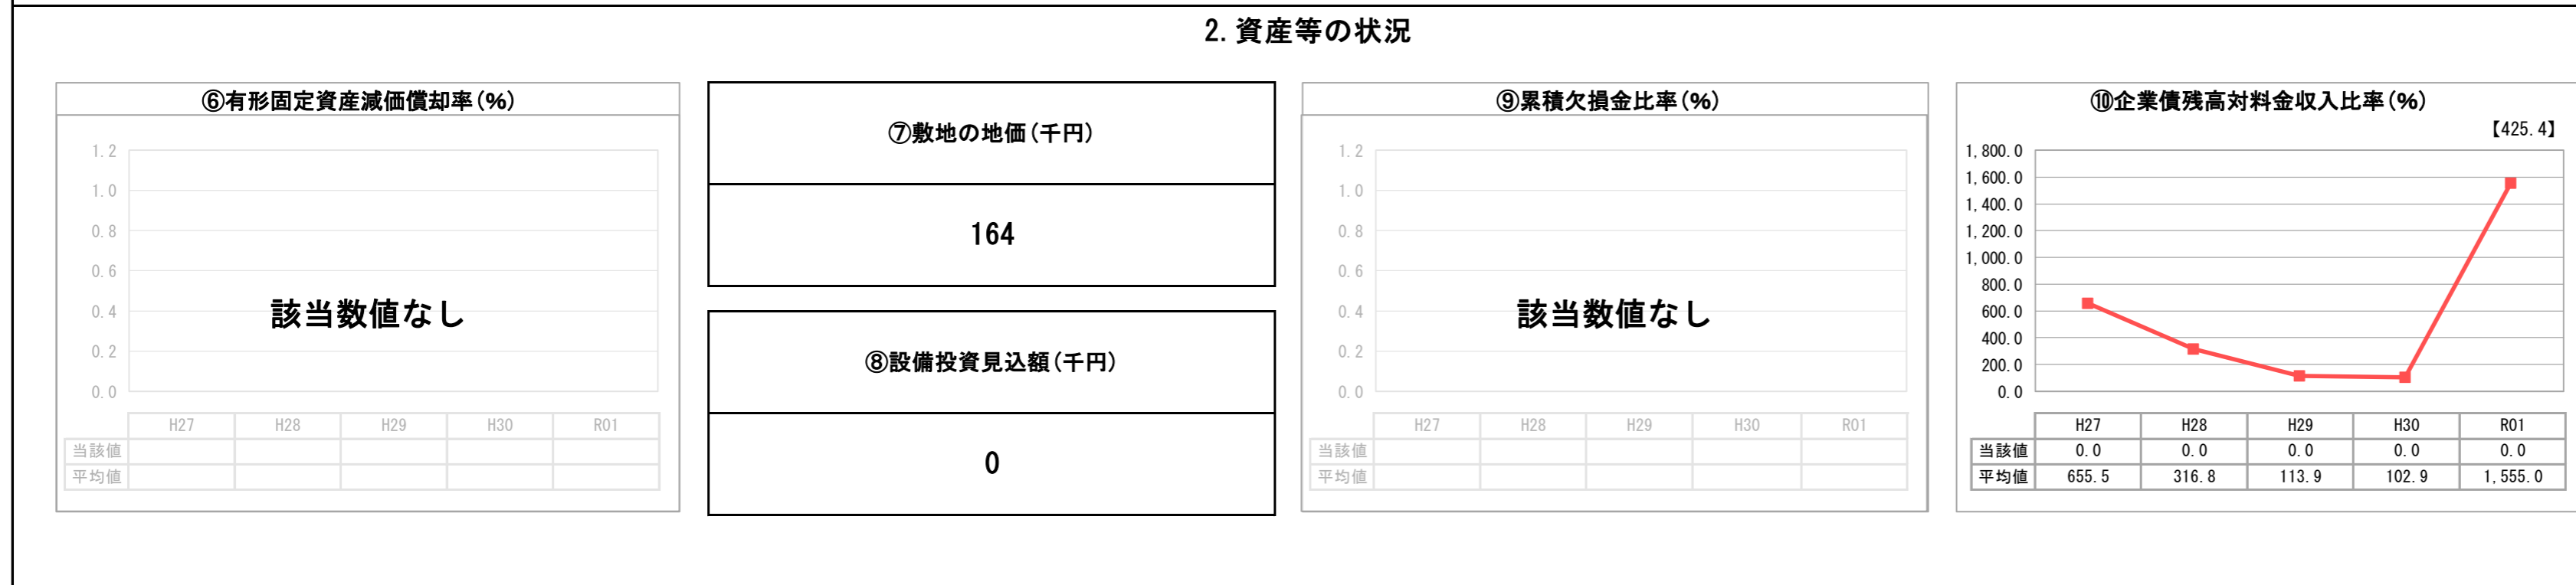 2.資産等の状況
⑥有形固定資産減価償却率(%)
1.2
1.0
0.8
0.6
0.4
0.2
0.0
該当数値なし
H27 H28 H29 H30 R01
当該値
平均値
⑦敷地の地価(千円)
164
⑧設備投資見込額(千円)
0
⑨累積欠損金比率(%)
1.2
1.0
0.8
0.6
0.4
0.2
0.0
該当数値なし
H27 H28 H29 H30 R01
当該値
平均値
⑩企業債残高対料金収入比率(%)
【425.4】
1,800.0
1,600.0
1,400.0
1,200.0
1,000.0
800.0
600.0
400.0
200.0
0.0
H27 H28 H29 H30 R01
当該値 0.0 0.0 0.0 0.0 0.0
平均値 655.5 316.8 113.9 102.9 1,555.0